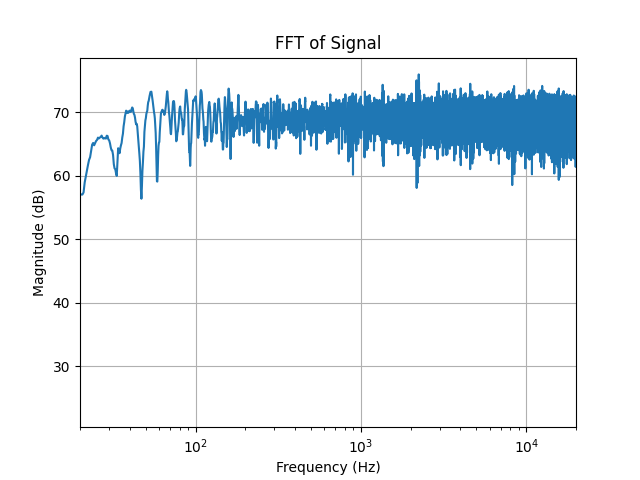 FFT of Signal
Magnitude (dB)
70
60
50
40
30
10²
10³
10⁴
Frequency (Hz)